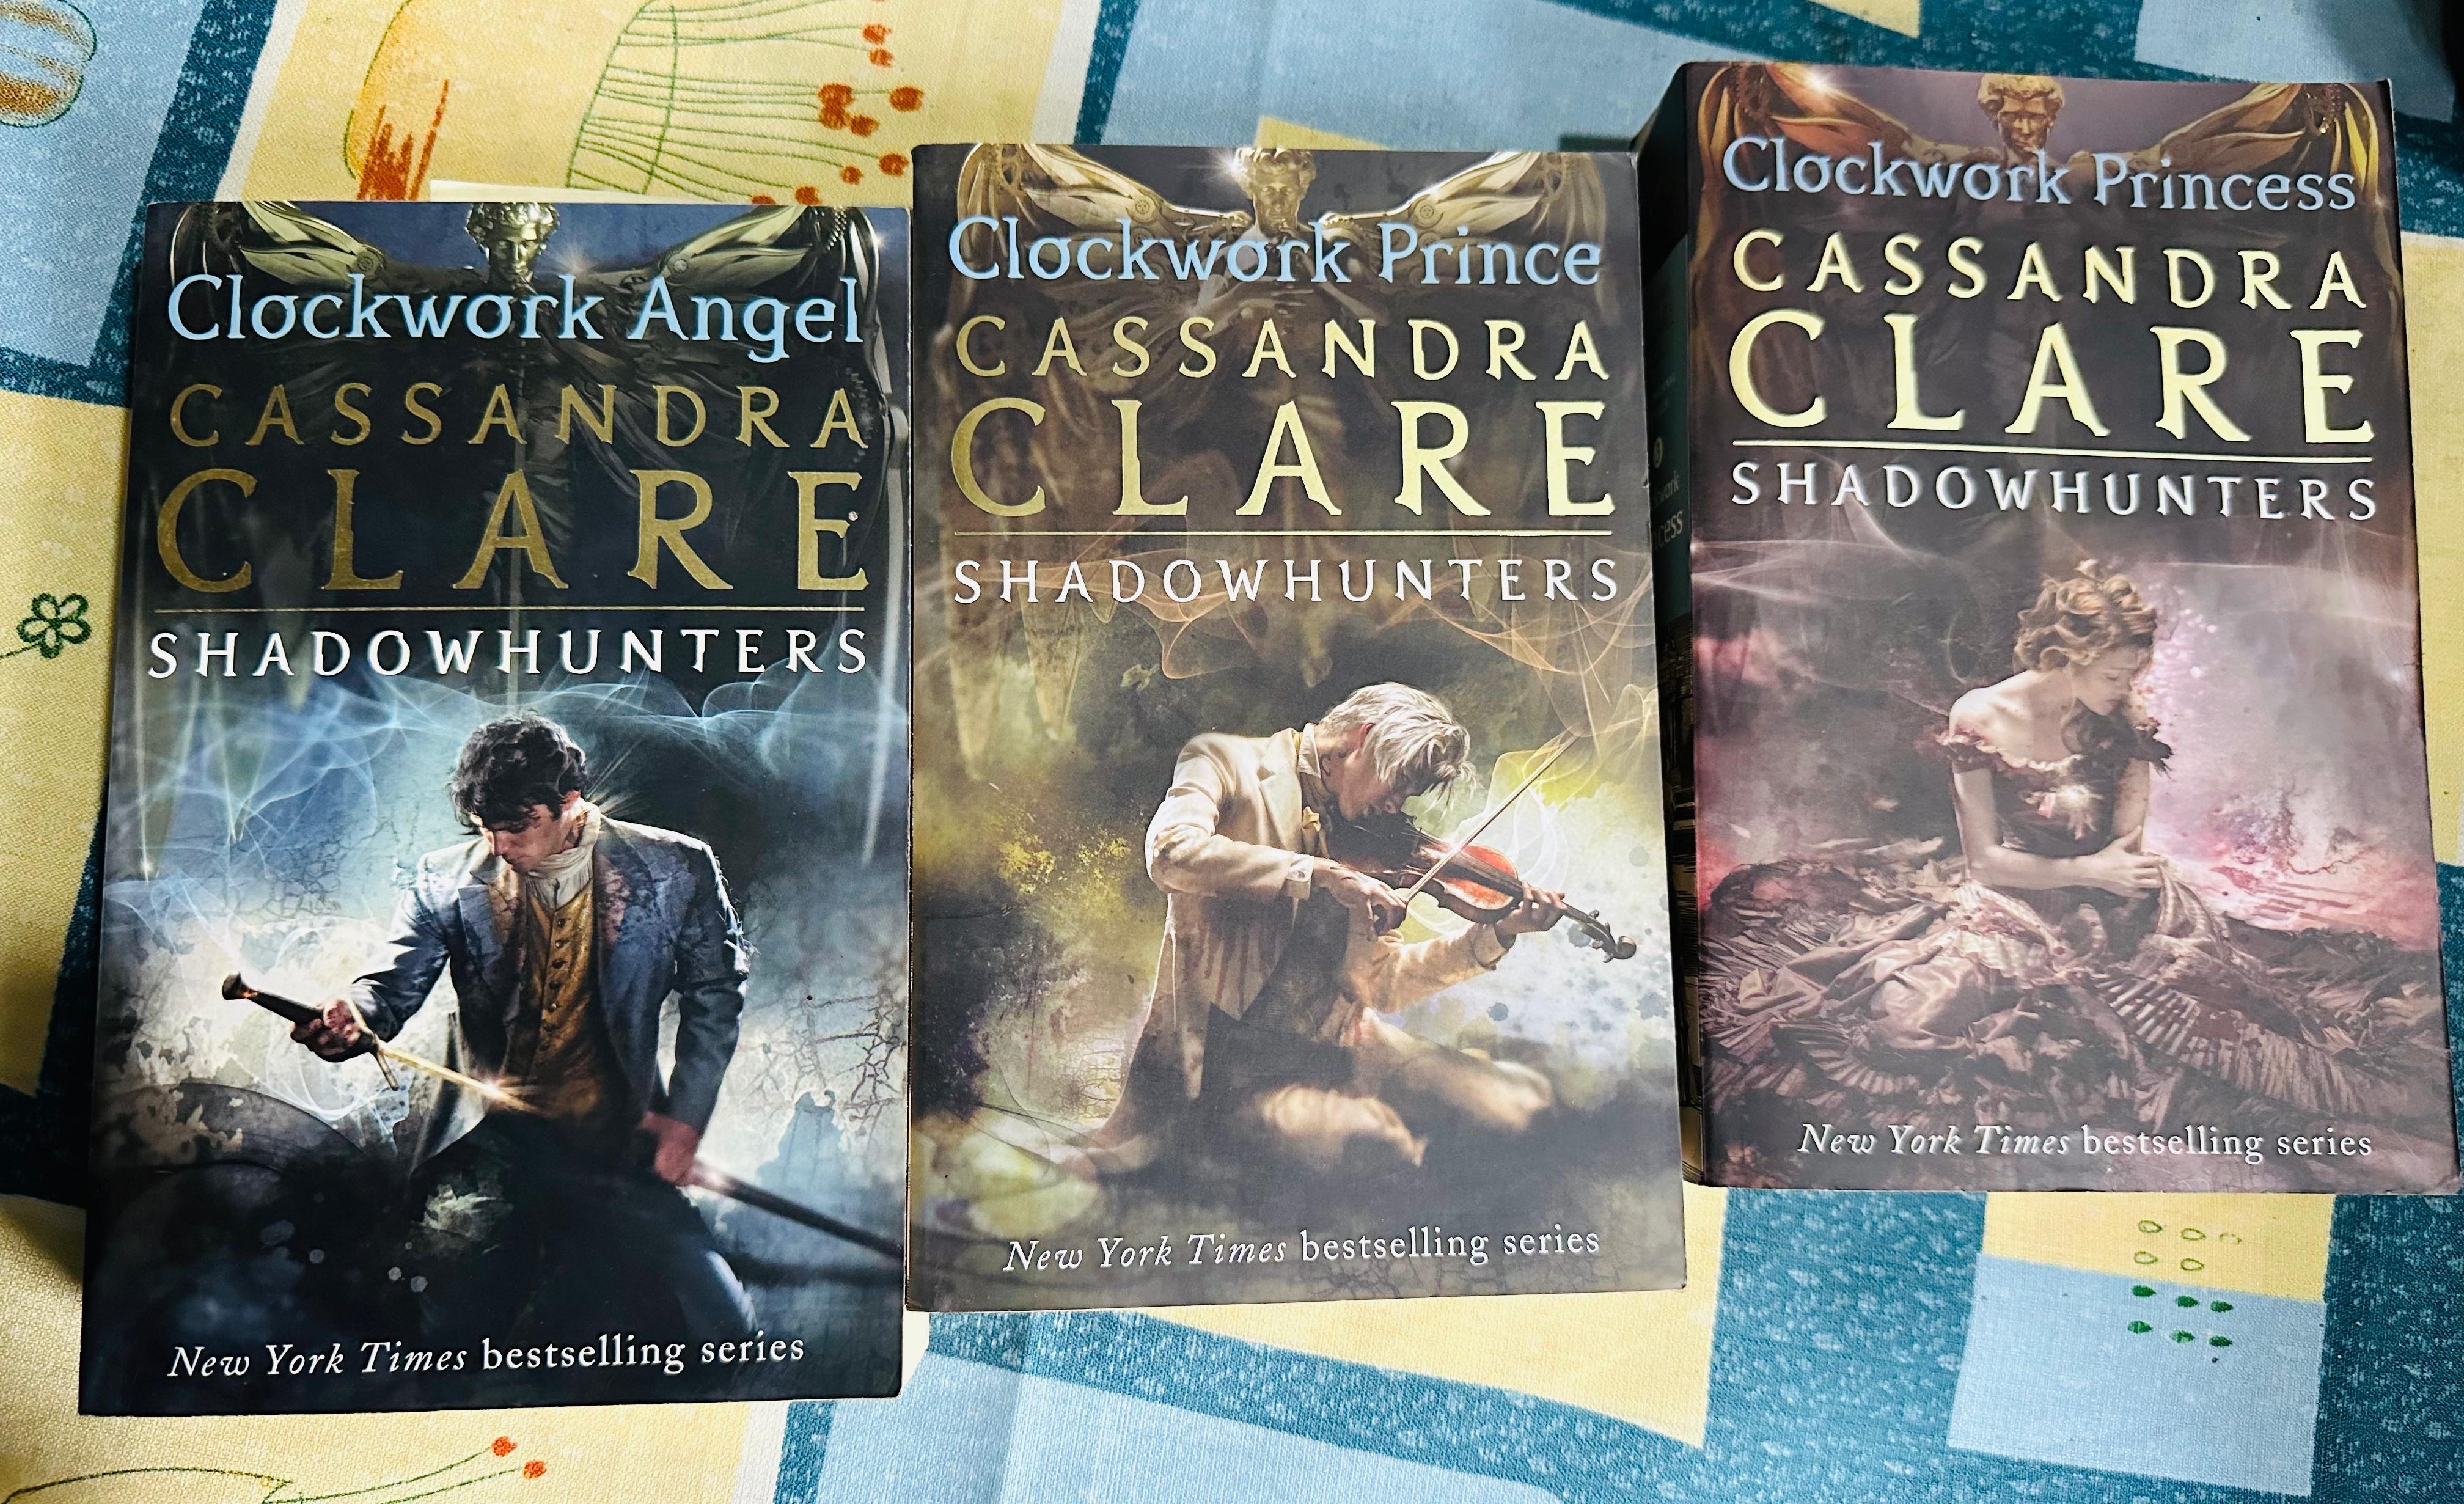 Clockwork Angel
CASSANDRA
CLARE
SHADOWHUNTERS
New York Times bestselling series
Clockwork Prince
CASSANDRA
CLARE
SHADOWHUNTERS
New York Times bestselling series
Clockwork Princess
CASSANDRA
CLARE
SHADOWHUNTERS
New York Times bestselling series